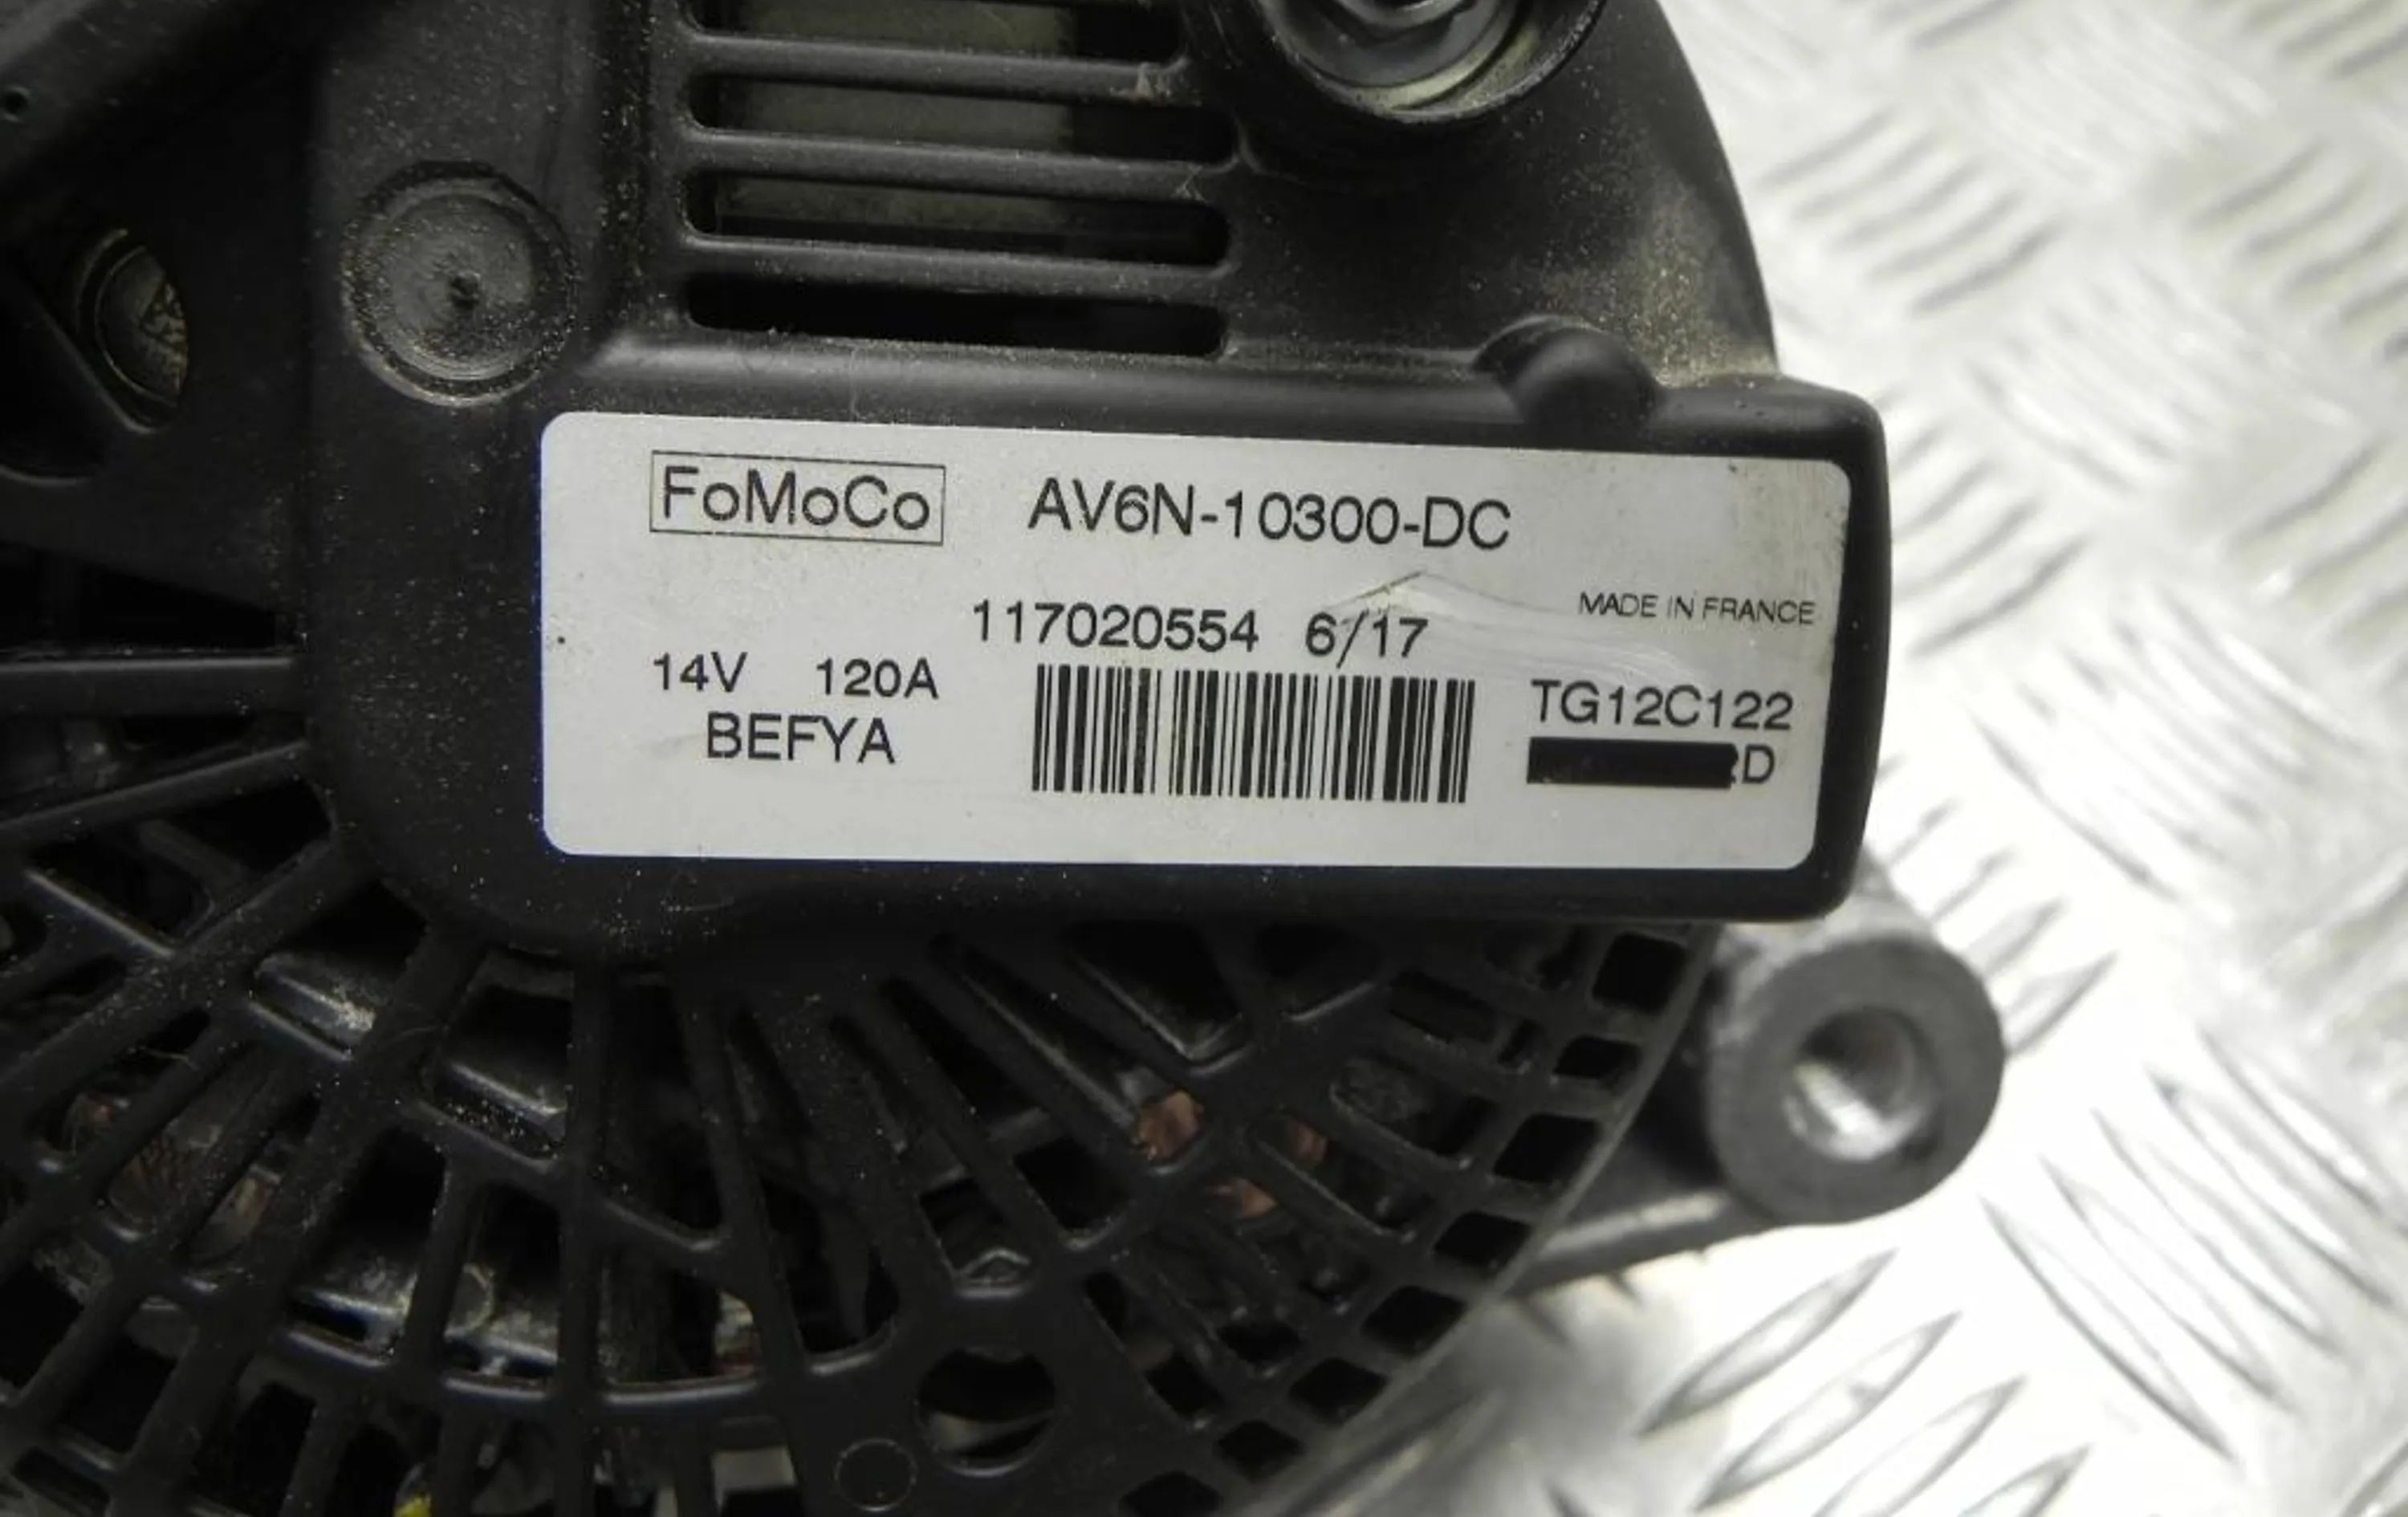 FoMoCo AV6N-10300-DC
117020554 6/17
MADE IN FRANCE
14V 120A
BEFYA
TG12C122
D